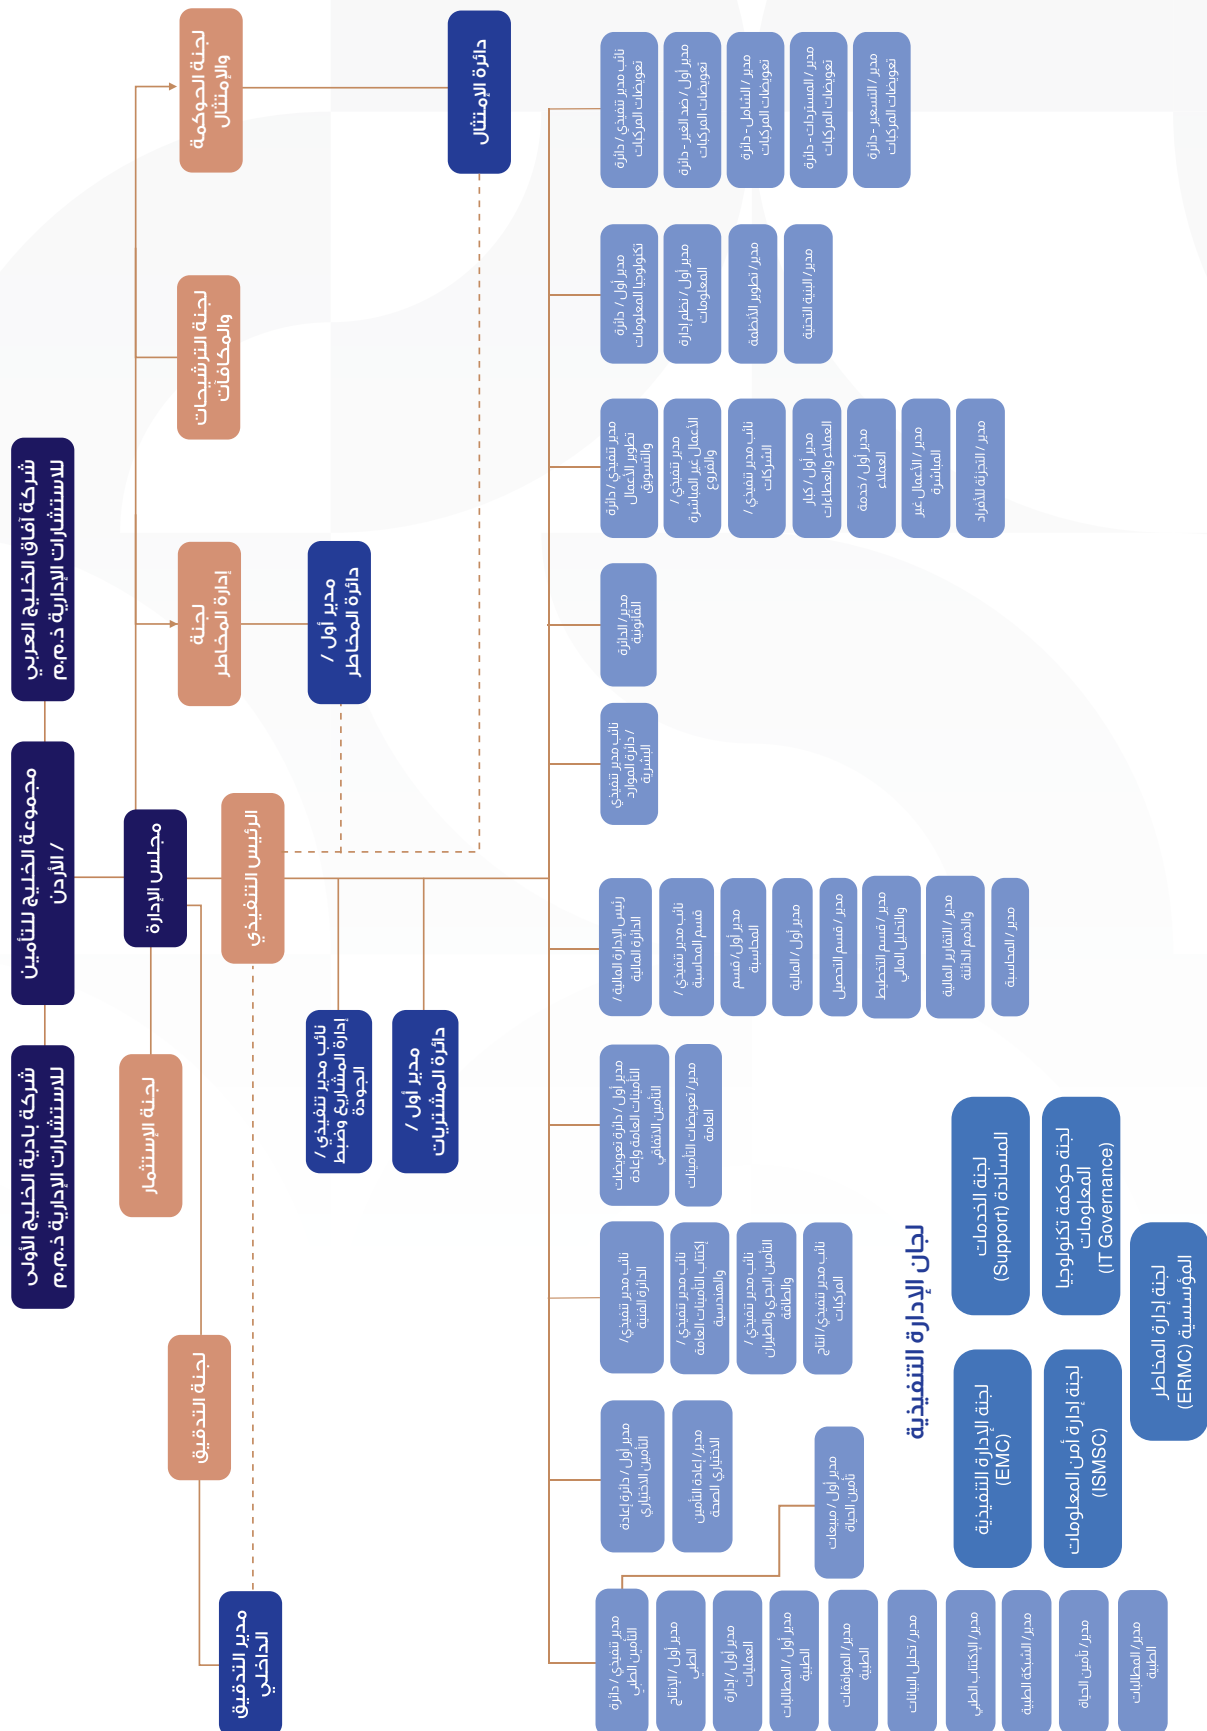 شركة آفاق الخليج العربي
للاستشارات الإدارية ذ.م.م
مجموعة الخليج للتأمين
/ الأردن
شركة بادية الخليج الأولى
للاستشارات الإدارية ذ.م.م
مجلس الإدارة
لجنة الحوكمة
والإمتثال
لجنة الترشيحات
والمكافآت
لجنة
إدارة المخاطر
الرئيس التنفيذي
لجنة الإستثمار
لجنة التدقيق
دائرة الإمتثال
مدير أول /
دائرة المخاطر
نائب مدير تنفيذي /
إدارة المشاريع وضبط
الجودة
مدير أول /
دائرة المشتريات
مدير التدقيق
الداخلي
نائب مدير تنفيذي / دائرة
تعويضات المركبات
مدير أول / ضد الغير - دائرة
تعويضات المركبات
مدير / الشامل - دائرة
تعويضات المركبات
مدير / المستردات - دائرة
تعويضات المركبات
مدير / التسعير - دائرة
تعويضات المركبات
مدير أول / دائرة
تكنولوجيا المعلومات
مدير أول / نظم إدارة
المعلومات
مدير / تطوير الأنظمة
مدير / البنية التحتية
مدير تنفيذي / دائرة
تطوير الأعمال
والتسويق
مدير تنفيذي /
الأعمال غير المباشرة
والفروع
نائب مدير تنفيذي /
الشركات
مدير أول / كبار
العملاء والعطاءات
مدير أول / خدمة
العملاء
مدير / الأعمال غير
المباشرة
مدير / التجزئة للأفراد
مدير / الدائرة
القانونية
نائب مدير تنفيذي
/ دائرة الموارد
البشرية
رئيس الإدارة المالية /
الدائرة المالية
نائب مدير تنفيذي /
قسم المحاسبة
مدير أول / قسم
المحاسبة
مدير أول / المالية
مدير / قسم التحصيل
مدير / قسم التخطيط
والتحليل المالي
مدير / التقارير المالية
والذمم الدائنة
مدير / المحاسبة
مدير أول / دائرة تعويضات
التأمينات العامة وإعادة
التأمين الاتفاقي
مدير / تعويضات التأمينات
العامة
نائب مدير تنفيذي /
الدائرة الفنية
نائب مدير تنفيذي /
إكتتاب التأمينات العامة
والهندسية
نائب مدير تنفيذي /
التأمين البحري والطيران
والطاقة
نائب مدير تنفيذي / انتاج
المركبات
مدير أول / دائرة إعادة
التأمين الاختياري
مدير / إعادة التأمين
الاختياري الصحة
مدير تنفيذي / دائرة
التأمين الطبي
مدير أول / الإنتاج
الطبي
مدير أول / إدارة
العمليات
مدير أول / المطالبات
الطبية
مدير / الموافقات
الطبية
مدير / تحليل البيانات
مدير / الإكتتاب الطبي
مدير / الشبكة الطبية
مدير / تأمين الحياة
مدير / المطالبات
الطبية
مدير أول / مبيعات
تأمين الحياة
لجان الإدارة التنفيذية
لجنة الخدمات
المساندة (Support)
لجنة الإدارة التنفيذية
(EMC)
لجنة حوكمة تكنولوجيا
المعلومات
(IT Governance)
لجنة إدارة أمن المعلومات
(ISMSC)
لجنة إدارة المخاطر
المؤسسية (ERMC)